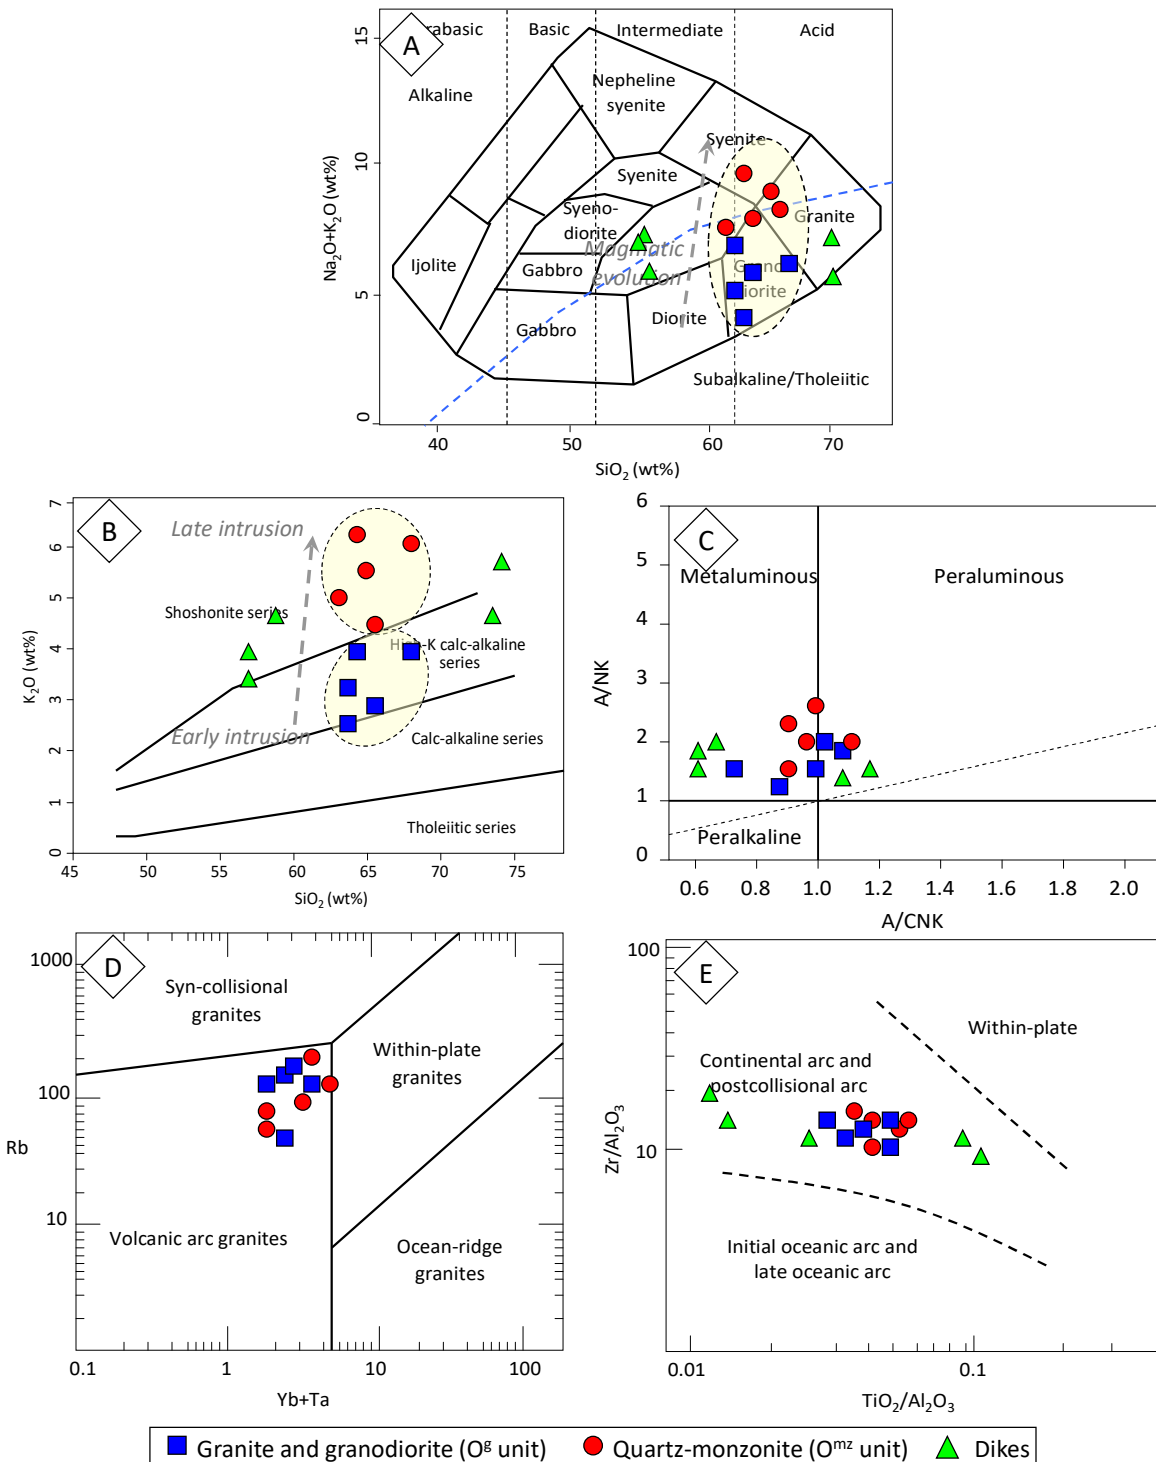 A
rabasic
Basic
Intermediate
Acid
Alkaline
Nepheline
syenite
Syenite
Syenite
Syeno-
diorite
Granite
Magmatic
evolution
Ijolite
Gabbro
Gabbro
Diorite
Grano
diorite
Subalkaline/Tholeiitic
Na₂O+K₂O (wt%)
15
10
5
0
40
50
60
70
SiO₂ (wt%)
B
Late intrusion
Shoshonite series
High-K calc-alkaline
series
Early intrusion
Calc-alkaline series
Tholeiitic series
K₂O (wt%)
7
6
5
4
3
2
1
0
45
50
55
60
65
70
75
SiO₂ (wt%)
C
Metaluminous
Peraluminous
Peralkaline
A/NK
6
5
4
3
2
1
0
0.6
0.8
1.0
1.2
1.4
1.6
1.8
2.0
A/CNK
D
Syn-collisional
granites
Within-plate
granites
Volcanic arc granites
Ocean-ridge
granites
Rb
1000
100
10
0.1
1
10
100
Yb+Ta
E
Within-plate
Continental arc and
postcollisional arc
Initial oceanic arc and
late oceanic arc
Zr/Al₂O₃
100
10
0.01
0.1
TiO₂/Al₂O₃
Granite and granodiorite (Oᵍ unit)
Quartz-monzonite (Oᵐᶻ unit)
Dikes